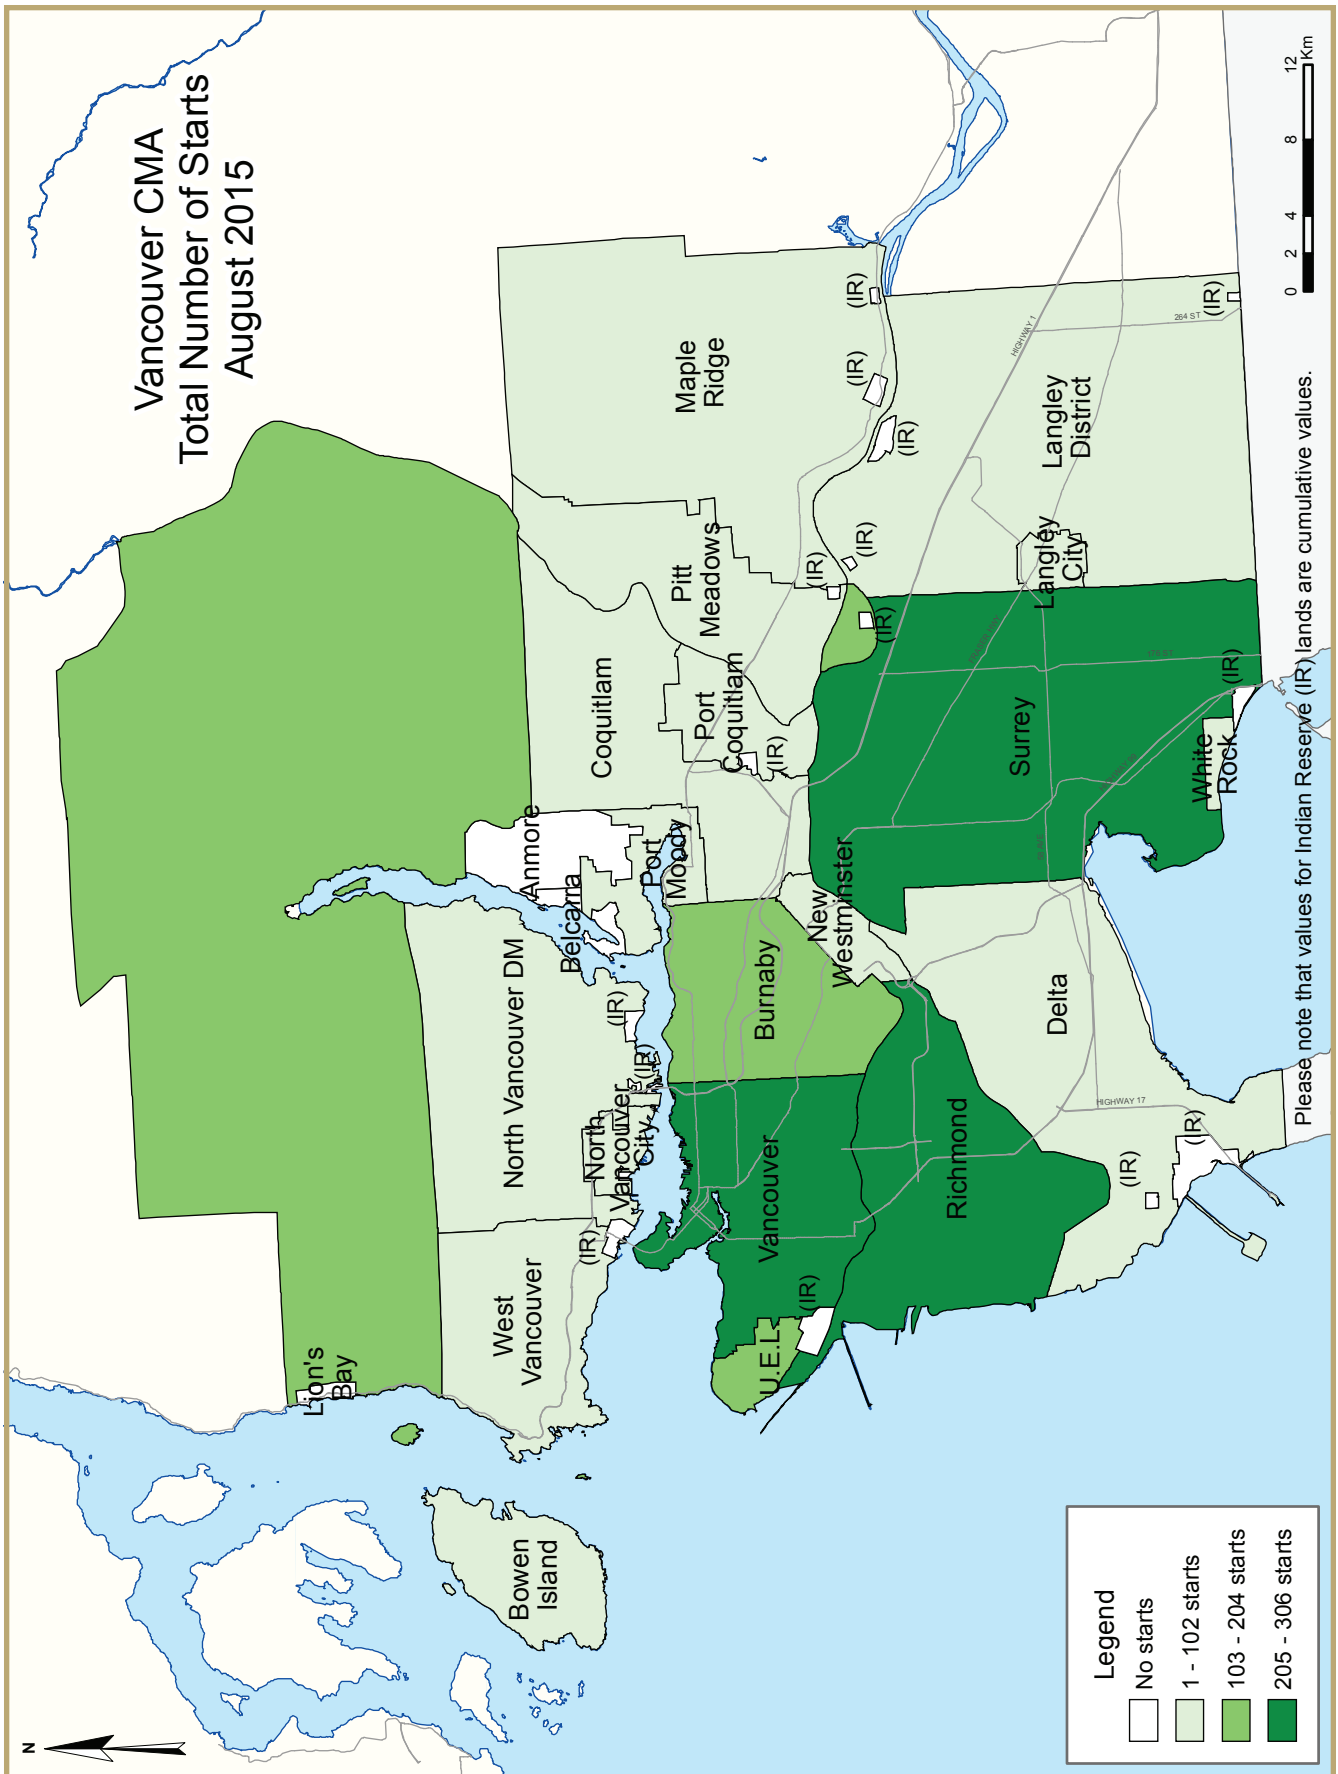 Vancouver CMA
Total Number of Starts
August 2015
N
Lion's
Bay
Bowen
Island
West
Vancouver
North Vancouver DM
North
Vancouver
City
(IR)
(IR)
(IR)
Belcarra
Anmore
Port
Moody
Coquitlam
Port
Coquitlam
(IR)
Pitt
Meadows
Maple
Ridge
(IR)
(IR)
(IR)
(IR)
(IR)
(IR)
U.E.L.
(IR)
Vancouver
Burnaby
New
Westminster
Richmond
Delta
(IR)
(IR)
HIGHWAY 17
Surrey
176 ST
White
Rock
(IR)
Langley
City
Langley
District
HIGHWAY 1
264 ST
(IR)
Legend
No starts
1 - 102 starts
103 - 204 starts
205 - 306 starts
0 2 4 8 12
Km
Please note that values for Indian Reserve (IR) lands are cumulative values.